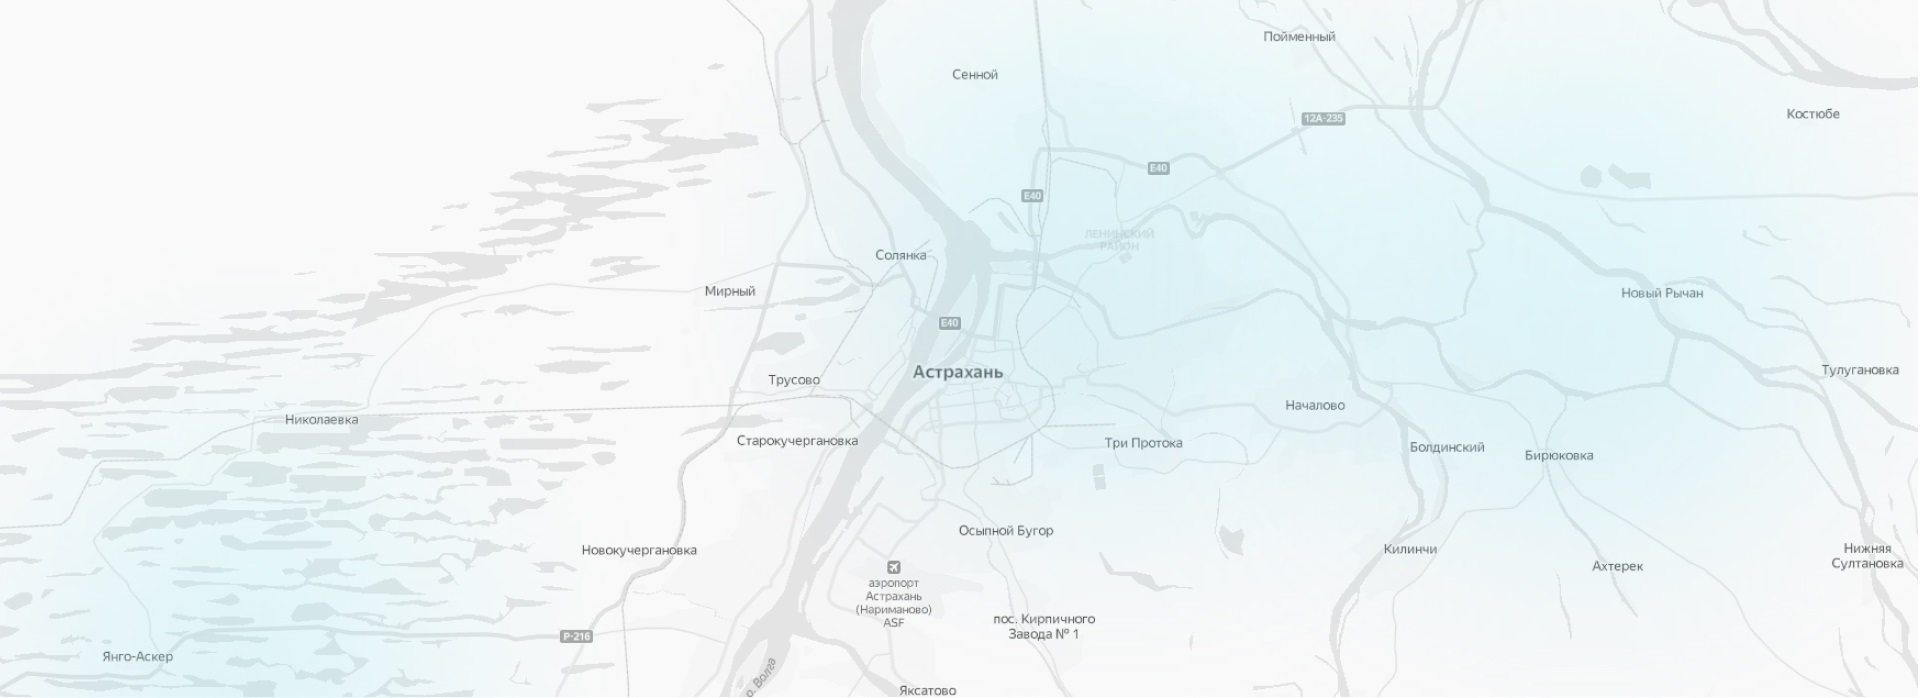 Пойменный
Сенной
Костюбе
12А-235
Е40
Е40
ЛЕНИНСКИЙ
РАЙОН
Солянка
Мирный
Новый Рычан
Е40
Астрахань
Тулугановка
Трусово
Началово
Николаевка
Старокучергановка
Три Протока
Болдинский
Бирюковка
Осыпной Бугор
Новокучергановка
Килинчи
Нижняя
Султановка
Ахтерек
аэропорт
Астрахань
(Нариманово)
ASF
пос. Кирпичного
Завода № 1
Р-216
Янго-Аскер
р. Волга
Яксатово